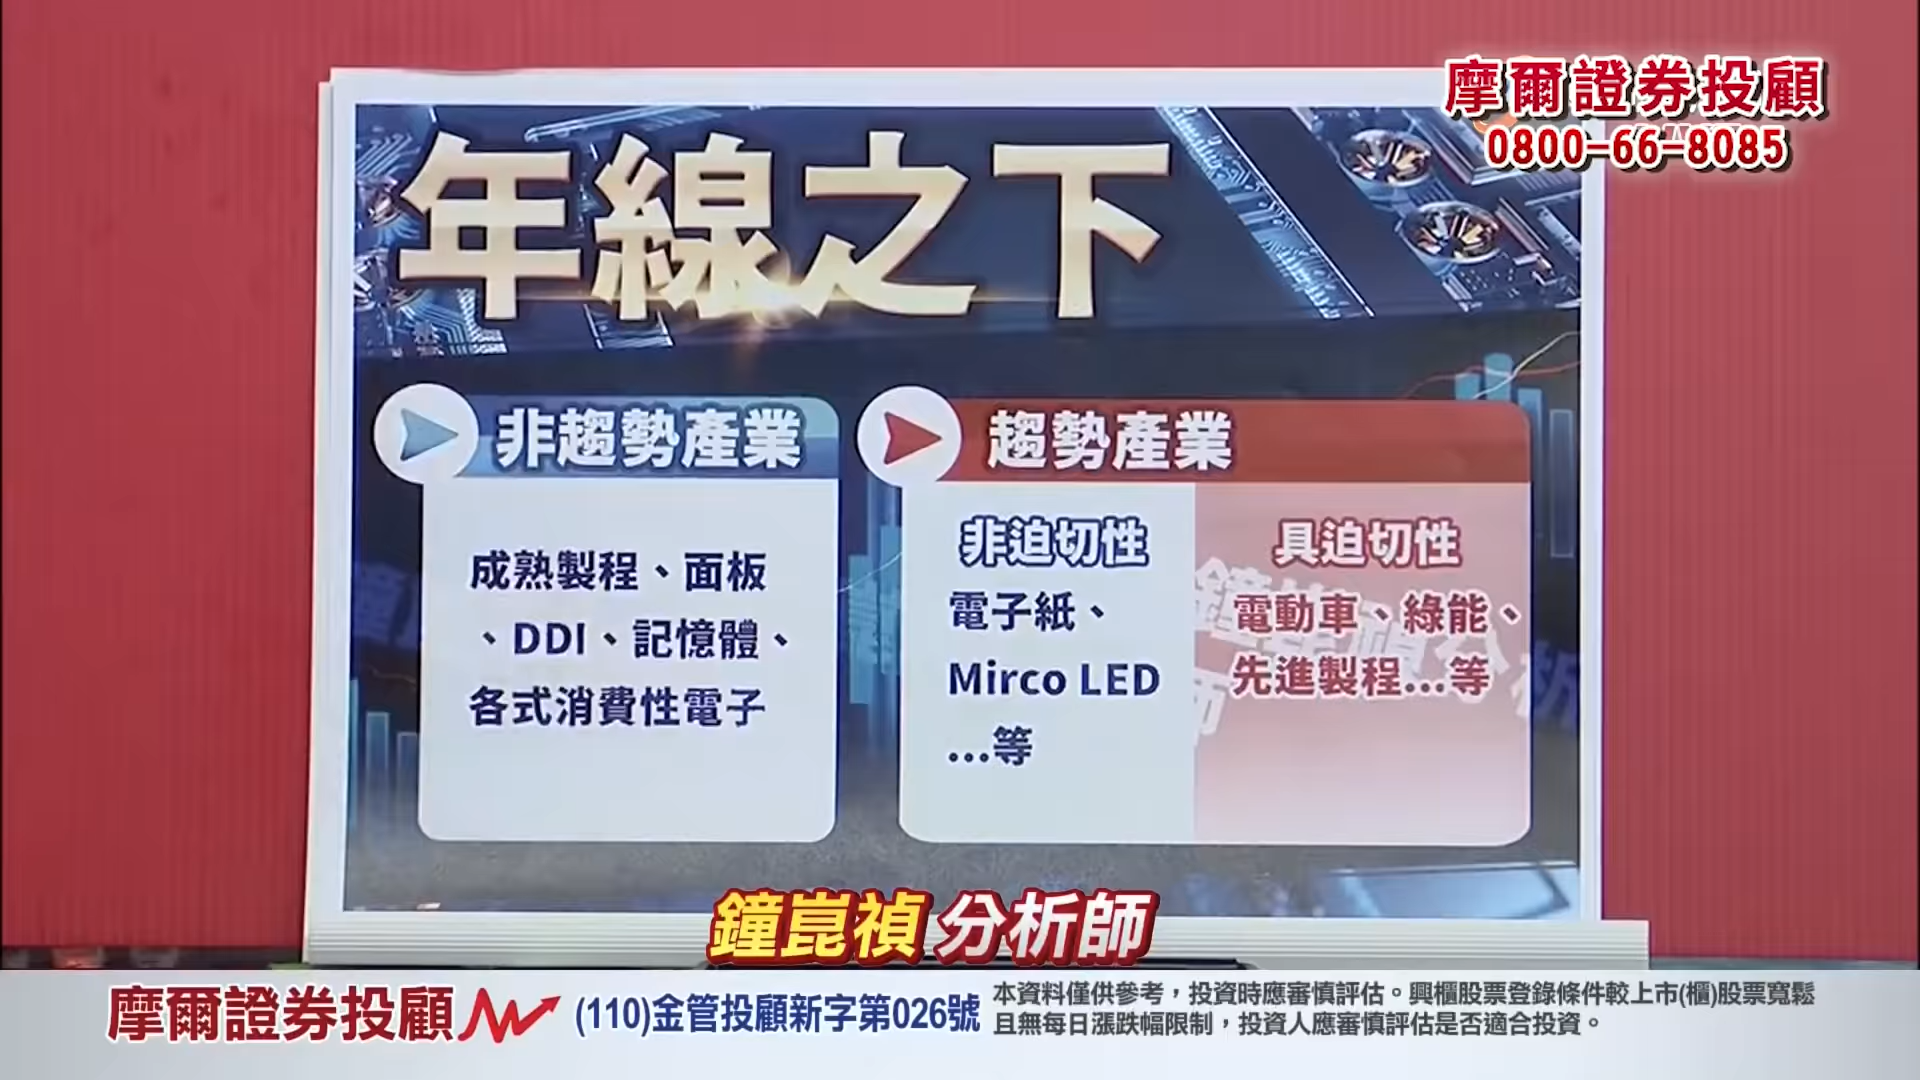 摩爾證券投顧
0800-66-8085
年線之下
非趨勢產業
成熟製程、面板
、DDI、記憶體、
各式消費性電子
趨勢產業
非迫切性
電子紙、
Mirco LED
...等
具迫切性
電動車、綠能、
先進製程...等
鐘崑禎分析師
鐘崑禎 分析師
摩爾證券投顧
(110)金管投顧新字第026號
本資料僅供參考，投資時應審慎評估。興櫃股票登錄條件較上市(櫃)股票寬鬆
且無每日漲跌幅限制，投資人應審慎評估是否適合投資。